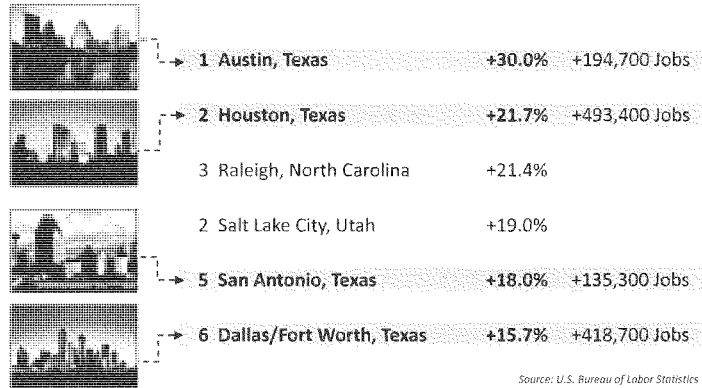 1 Austin, Texas +30.0% +194,700 Jobs
2 Houston, Texas +21.7% +493,400 Jobs
3 Raleigh, North Carolina +21.4%
2 Salt Lake City, Utah +19.0%
5 San Antonio, Texas +18.0% +135,300 Jobs
6 Dallas/Fort Worth, Texas +15.7% +418,700 Jobs
Source: U.S. Bureau of Labor Statistics